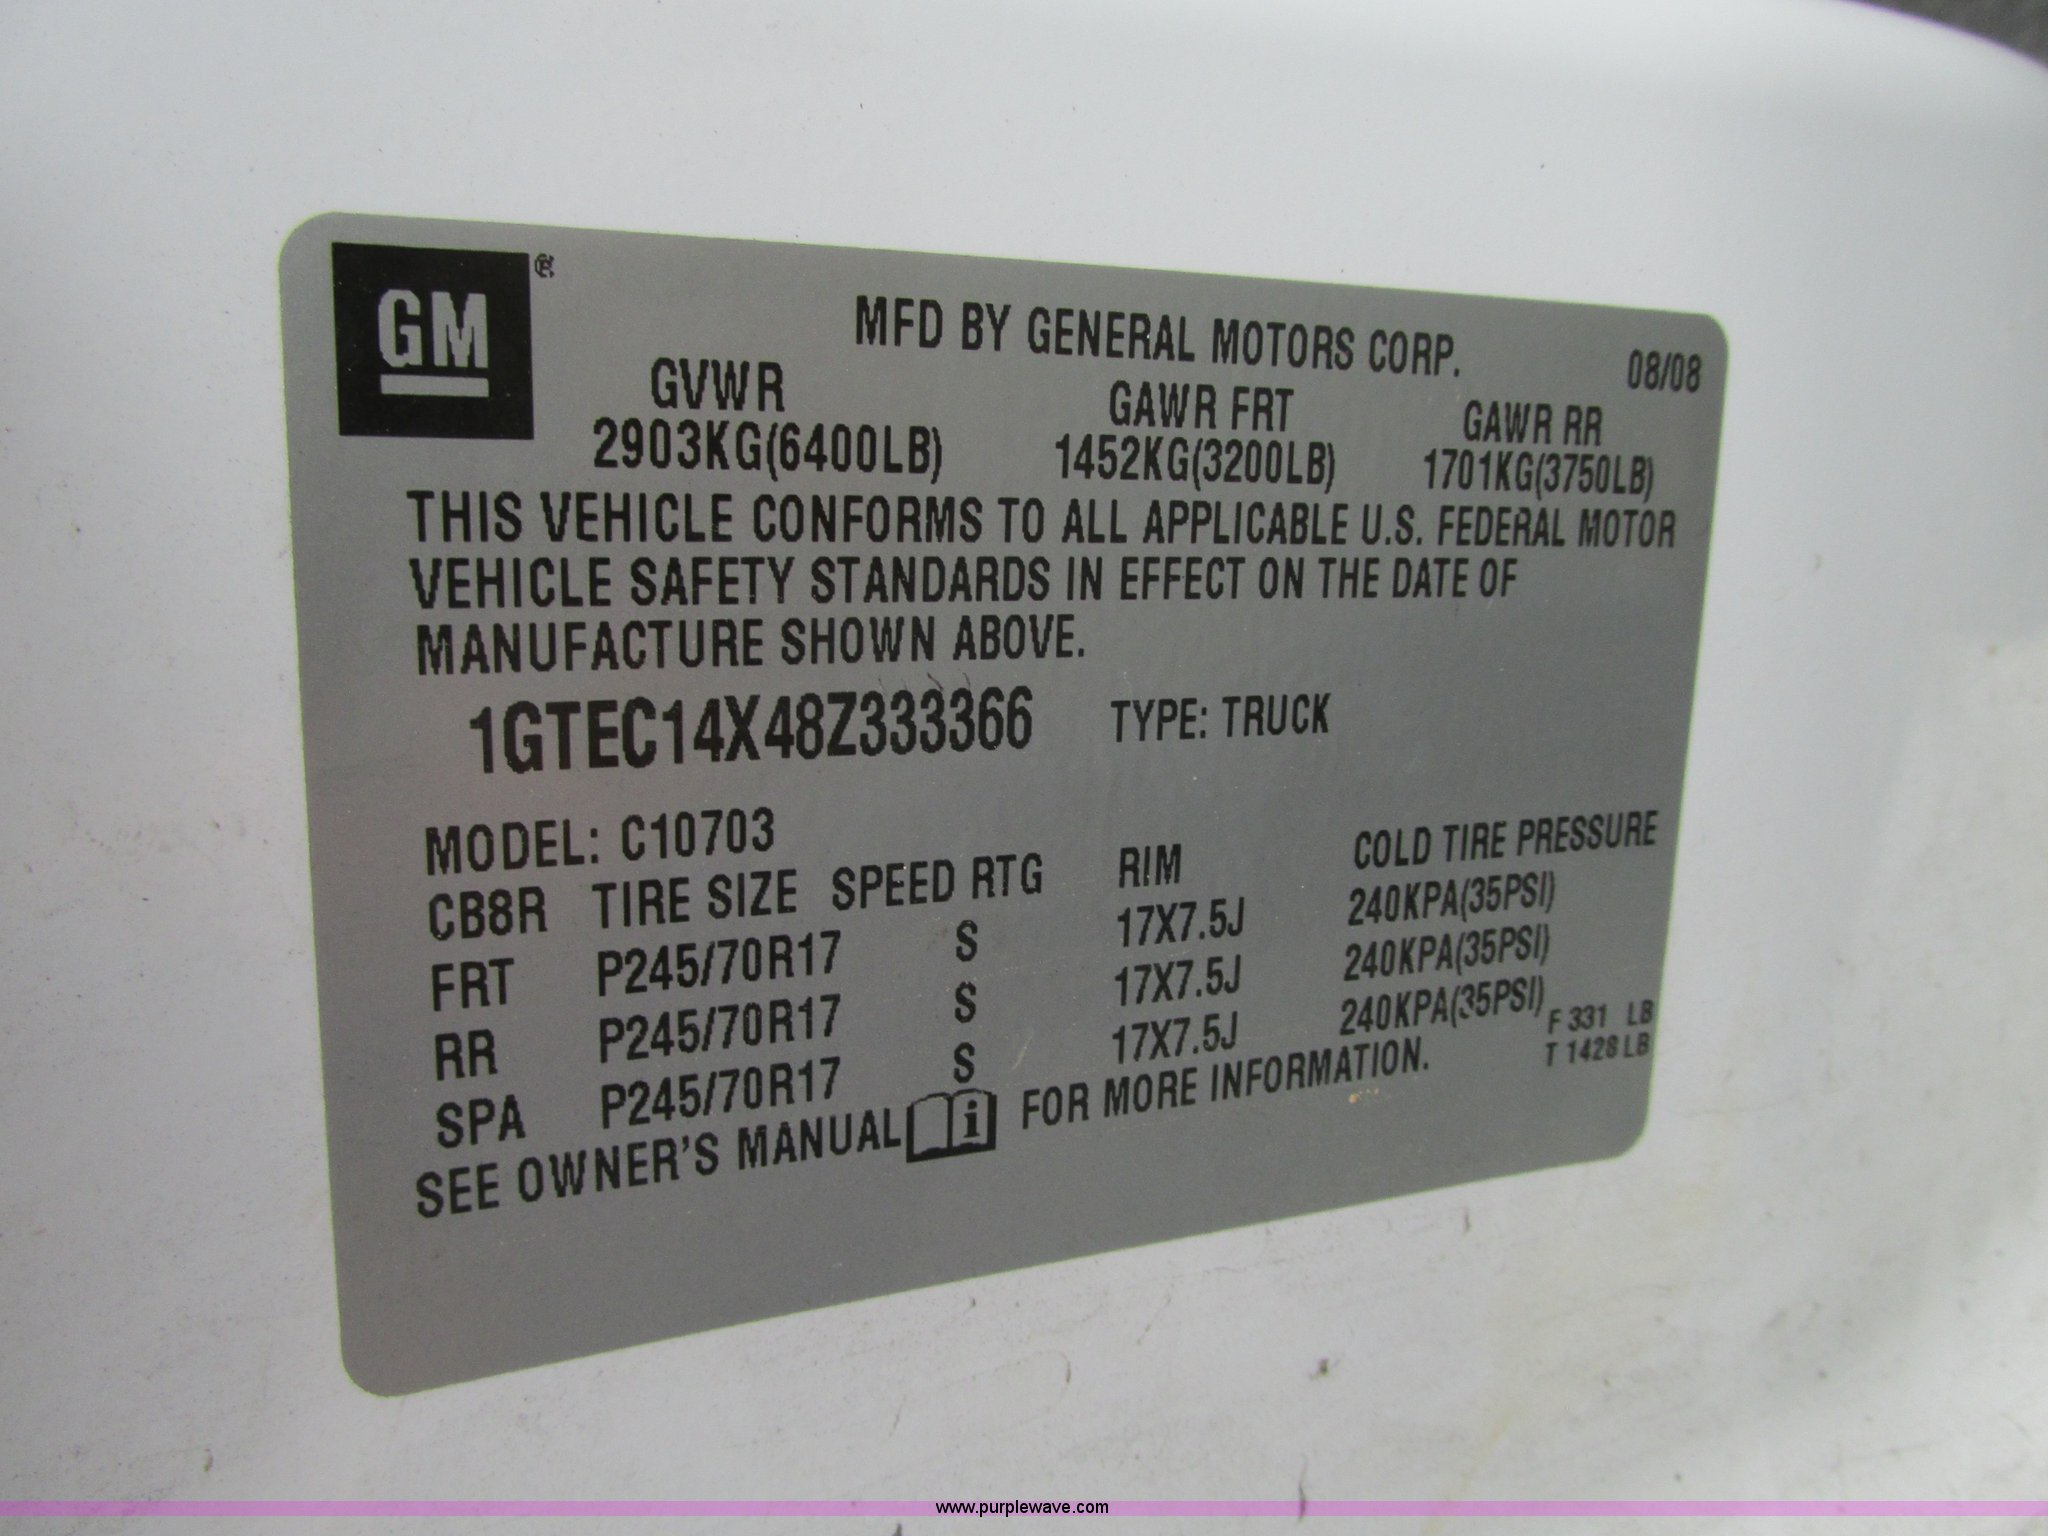 GM®
MFD BY GENERAL MOTORS CORP. 08/08
GVWR GAWR FRT GAWR RR
2903KG(6400LB) 1452KG(3200LB) 1701KG(3750LB)
THIS VEHICLE CONFORMS TO ALL APPLICABLE U.S. FEDERAL MOTOR
VEHICLE SAFETY STANDARDS IN EFFECT ON THE DATE OF
MANUFACTURE SHOWN ABOVE.
1GTEC14X48Z333366 TYPE: TRUCK
MODEL: C10703
CB8R TIRE SIZE SPEED RTG RIM COLD TIRE PRESSURE
FRT P245/70R17 S 17X7.5J 240KPA(35PSI)
RR P245/70R17 S 17X7.5J 240KPA(35PSI)
SPA P245/70R17 S 17X7.5J 240KPA(35PSI)
F 331 LB
T 1428 LB
SEE OWNER'S MANUAL i FOR MORE INFORMATION.
www.purplewave.com